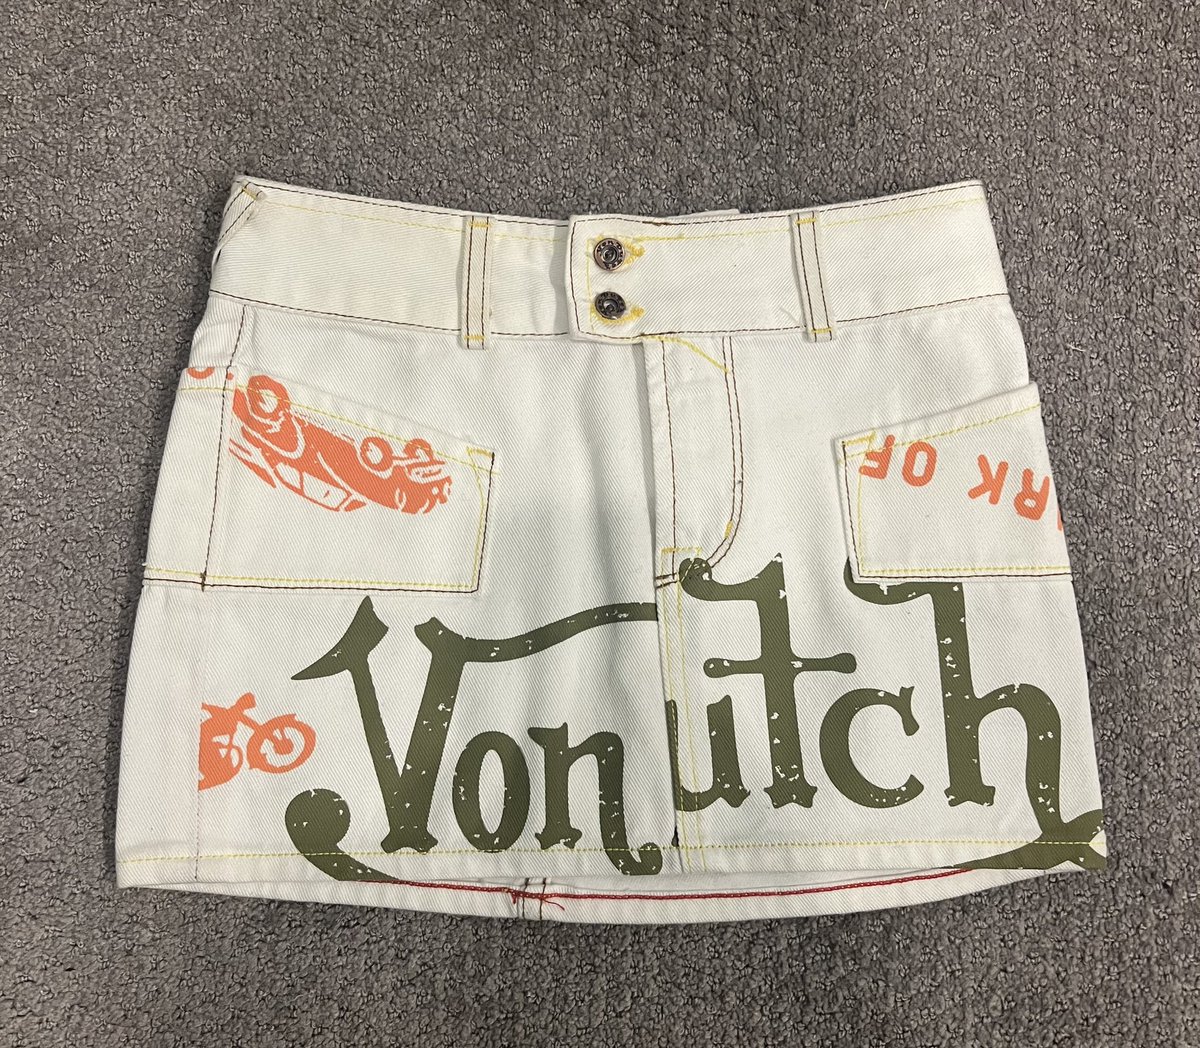 RK OF
Von utch